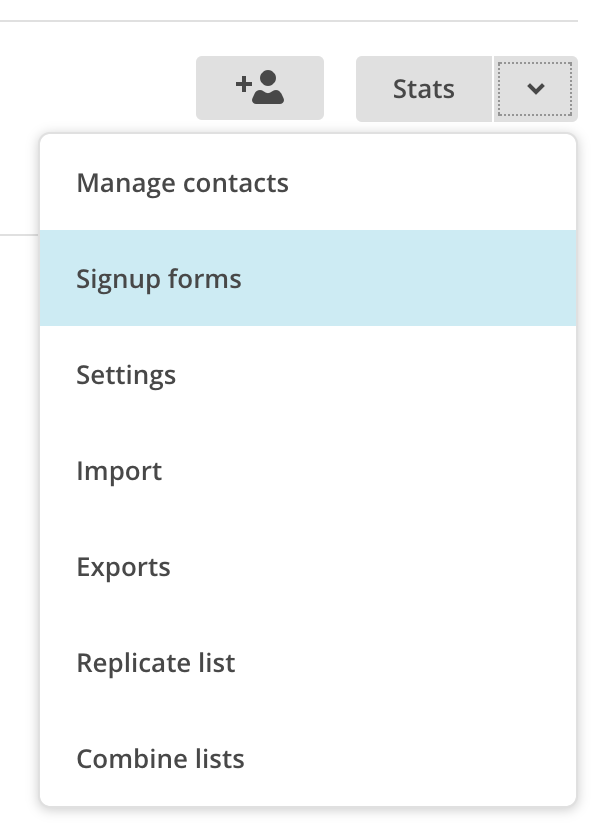 Stats
Manage contacts
Signup forms
Settings
Import
Exports
Replicate list
Combine lists